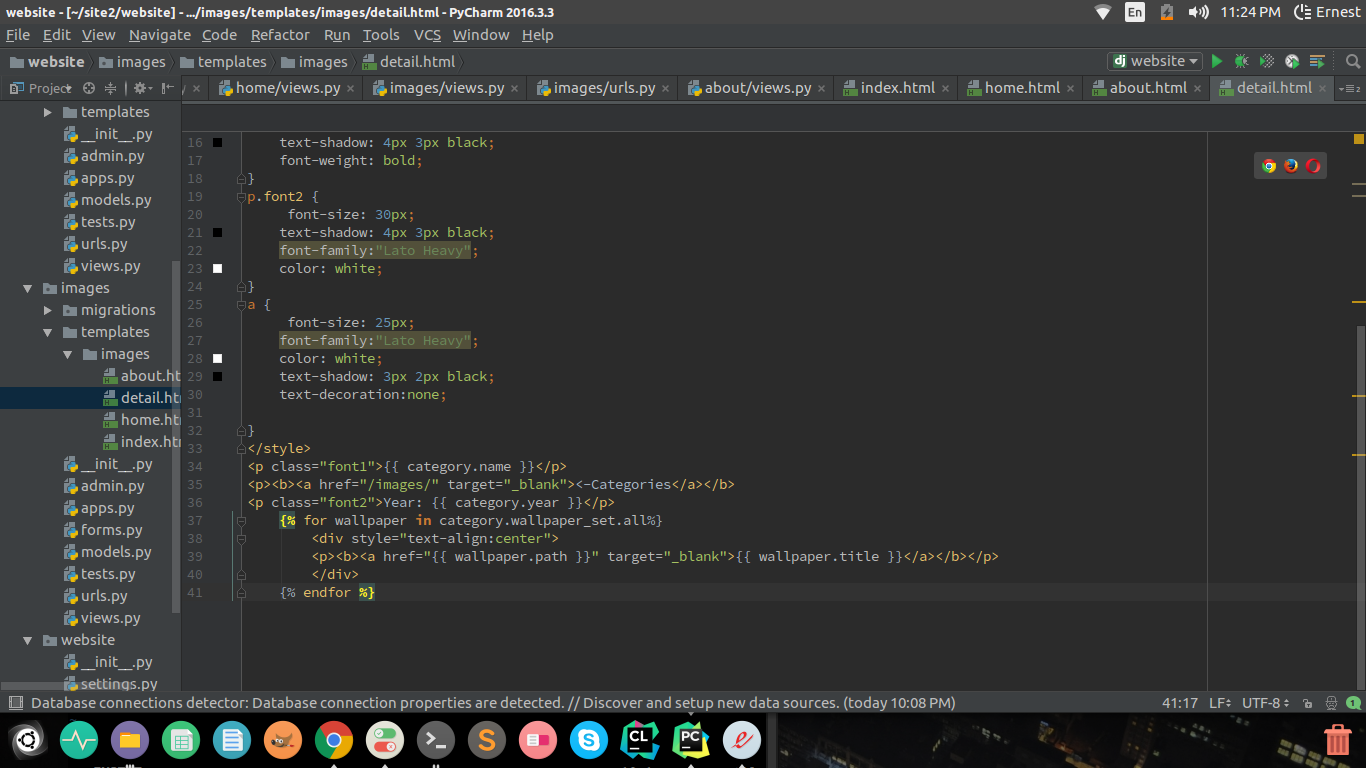 website - [~/site2/website] - .../images/templates/images/detail.html - PyCharm 2016.3.3
En
11:24 PM
Ernest
File Edit View Navigate Code Refactor Run Tools VCS Window Help
website images templates images detail.html
dj website
Project
home/views.py images/views.py images/urls.py about/views.py index.html home.html about.html detail.html
templates
__init__.py
admin.py
apps.py
models.py
tests.py
urls.py
views.py
images
migrations
templates
images
about.ht
detail.ht
home.ht
index.ht
__init__.py
admin.py
apps.py
forms.py
models.py
tests.py
urls.py
views.py
website
__init__.py
settings.py
16 text-shadow: 4px 3px black;
17 font-weight: bold;
18 }
19 p.font2 {
20 font-size: 30px;
21 text-shadow: 4px 3px black;
22 font-family:"Lato Heavy";
23 color: white;
24 }
25 a {
26 font-size: 25px;
27 font-family:"Lato Heavy";
28 color: white;
29 text-shadow: 3px 2px black;
30 text-decoration:none;
31
32 }
33 </style>
34 <p class="font1">{{ category.name }}</p>
35 <p><b><a href="/images/" target="_blank"><-Categories</a></b>
36 <p class="font2">Year: {{ category.year }}</p>
37 {% for wallpaper in category.wallpaper_set.all%}
38 <div style="text-align:center">
39 <p><b><a href="{{ wallpaper.path }}" target="_blank">{{ wallpaper.title }}</a></b></p>
40 </div>
41 {% endfor %}
Database connections detector: Database connection properties are detected. // Discover and setup new data sources. (today 10:08 PM)
41:17 LF UTF-8 1
S
CL
PC